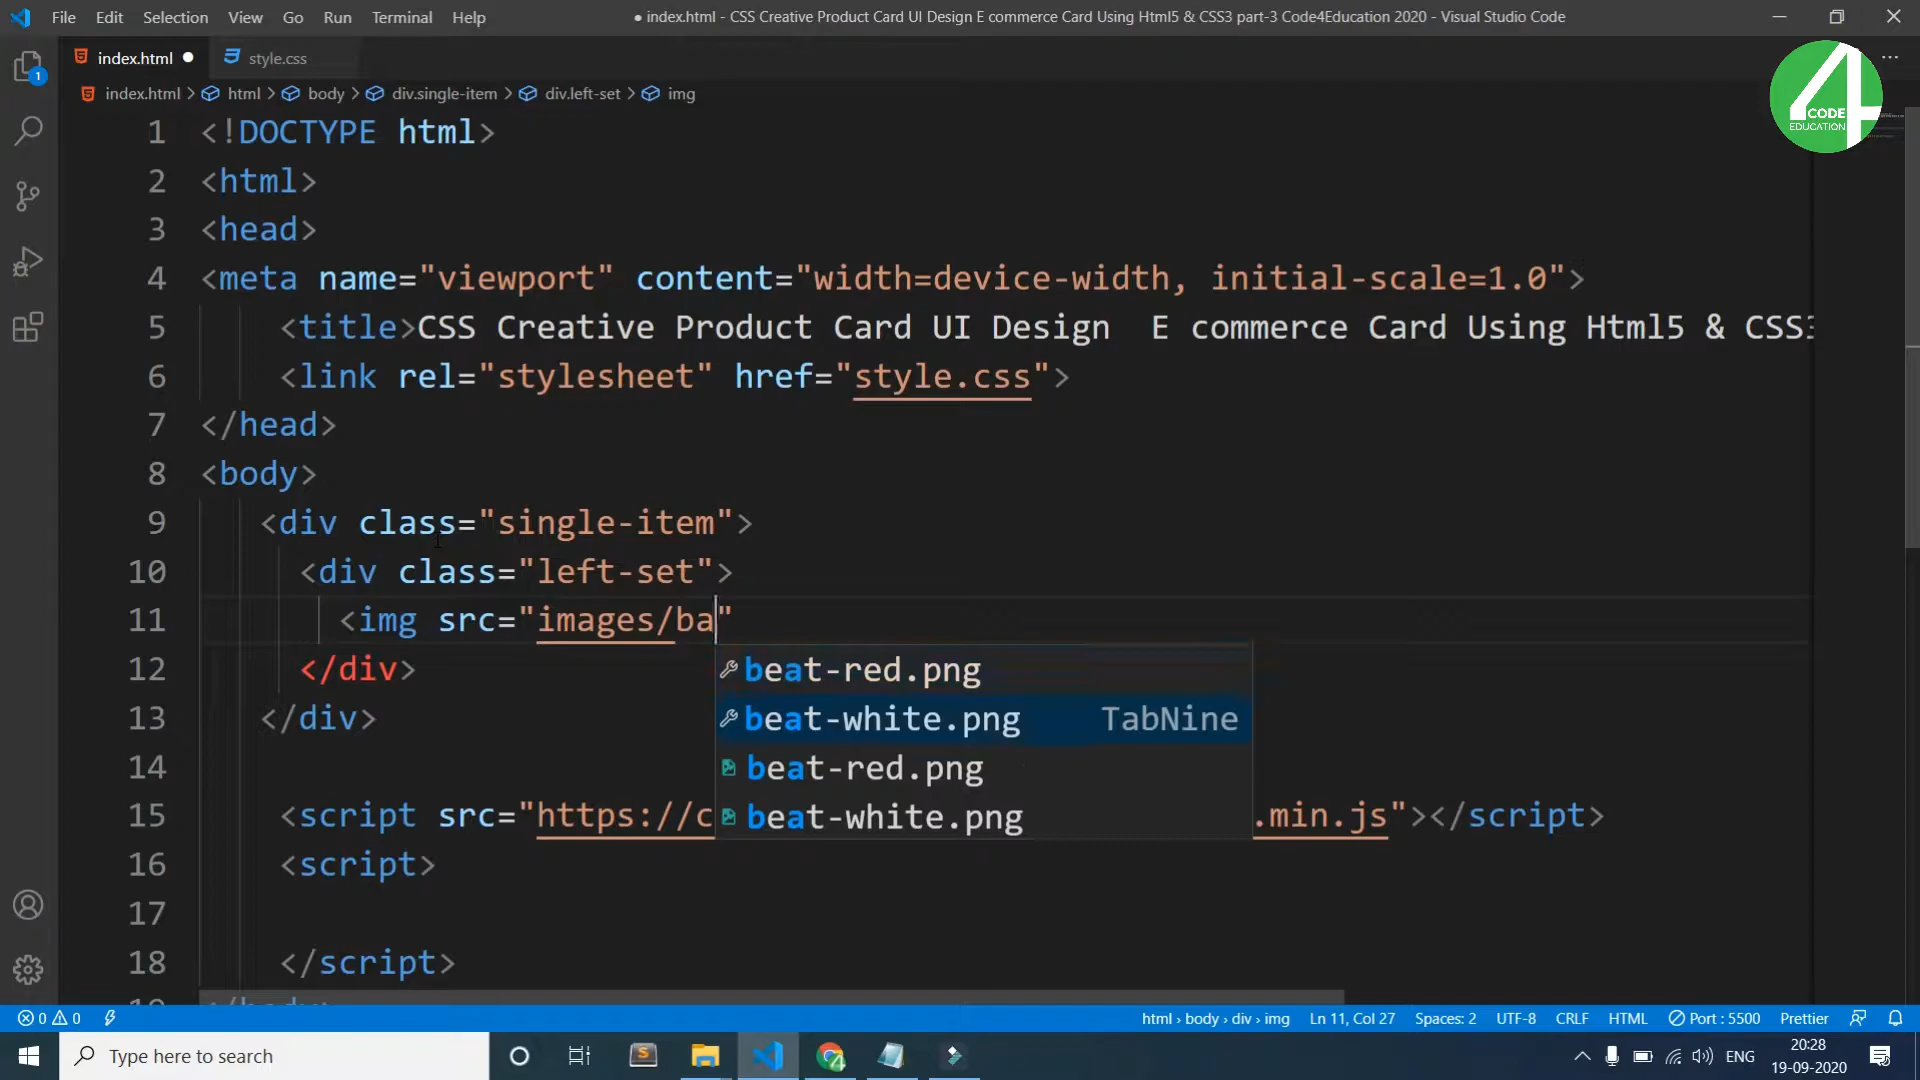 File Edit Selection View Go Run Terminal Help
● index.html - CSS Creative Product Card UI Design E commerce Card Using Html5 & CSS3 part-3 Code4Education 2020 - Visual Studio Code
index.html ● style.css
4 CODE EDUCATION
index.html > html > body > div.single-item > div.left-set > img
1 <!DOCTYPE html>
2 <html>
3 <head>
4 <meta name="viewport" content="width=device-width, initial-scale=1.0">
5 <title>CSS Creative Product Card UI Design  E commerce Card Using Html5 & CSS3
6 <link rel="stylesheet" href="style.css">
7 </head>
8 <body>
9 <div class="single-item">
10 <div class="left-set">
11 <img src="images/ba"
12 </div>
beat-red.png
13 </div>
beat-white.png TabNine
14
beat-red.png
15 <script src="https://c
beat-white.png
.min.js"></script>
16 <script>
17
18 </script>
1
0 0
html › body › div › img
Ln 11, Col 27
Spaces: 2
UTF-8
CRLF
HTML
Port : 5500
Prettier
Type here to search
ENG
20:28
19-09-2020